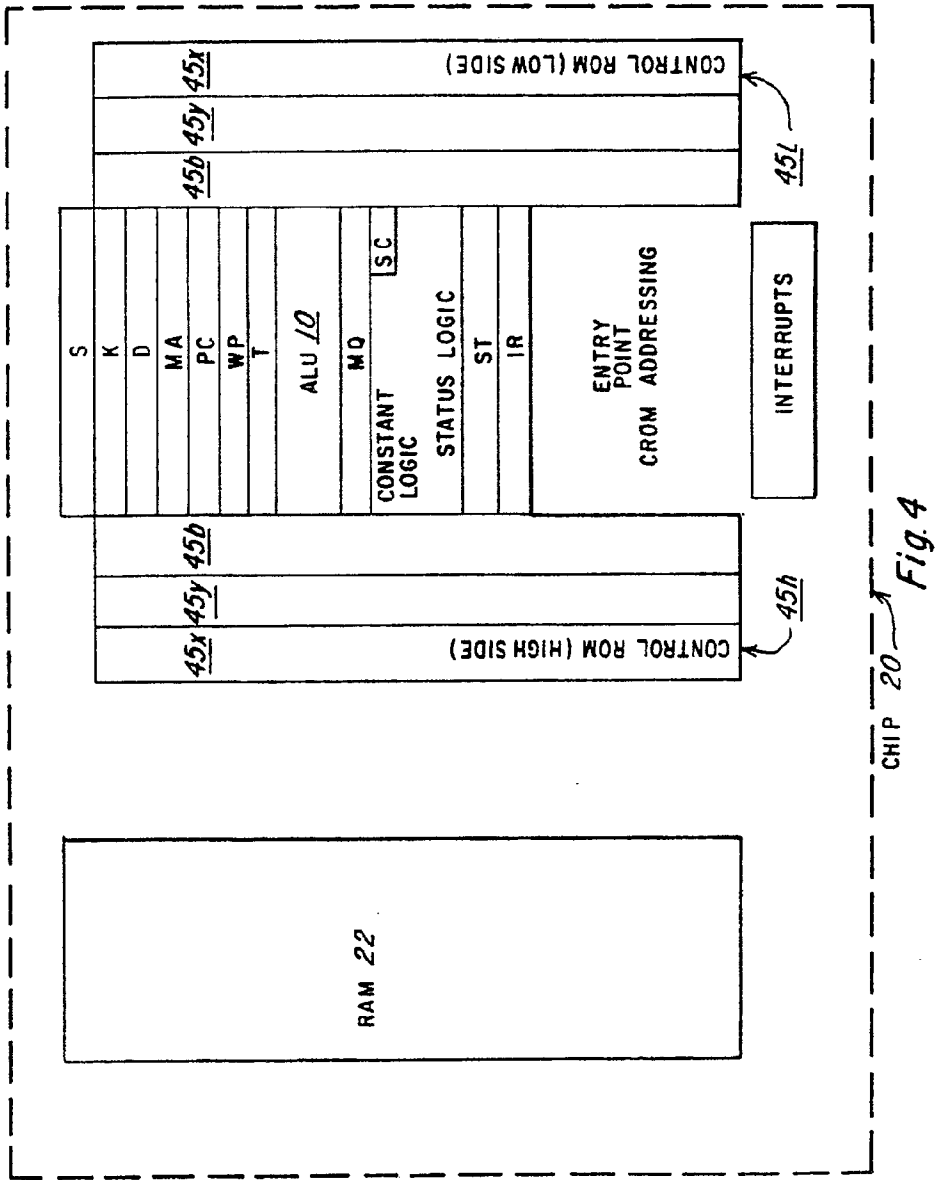 RAM 22
45x
45y
45b
CONTROL ROM (HIGH SIDE)
45h
S
K
D
MA
PC
WP
T
ALU 10
MQ
CONSTANT
LOGIC
SC
STATUS LOGIC
ST
IR
ENTRY
POINT
CROM ADDRESSING
INTERRUPTS
45b
45y
45x
CONTROL ROM (LOW SIDE)
45l
CHIP 20
Fig. 4